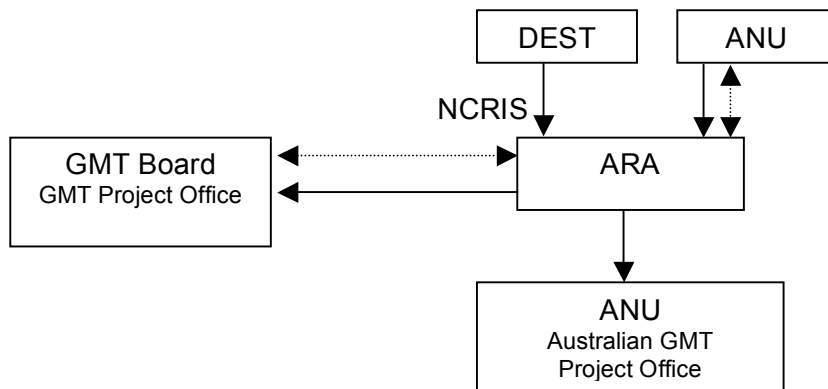 DEST
ANU
NCRIS
GMT Board
GMT Project Office
ARA
ANU
Australian GMT
Project Office